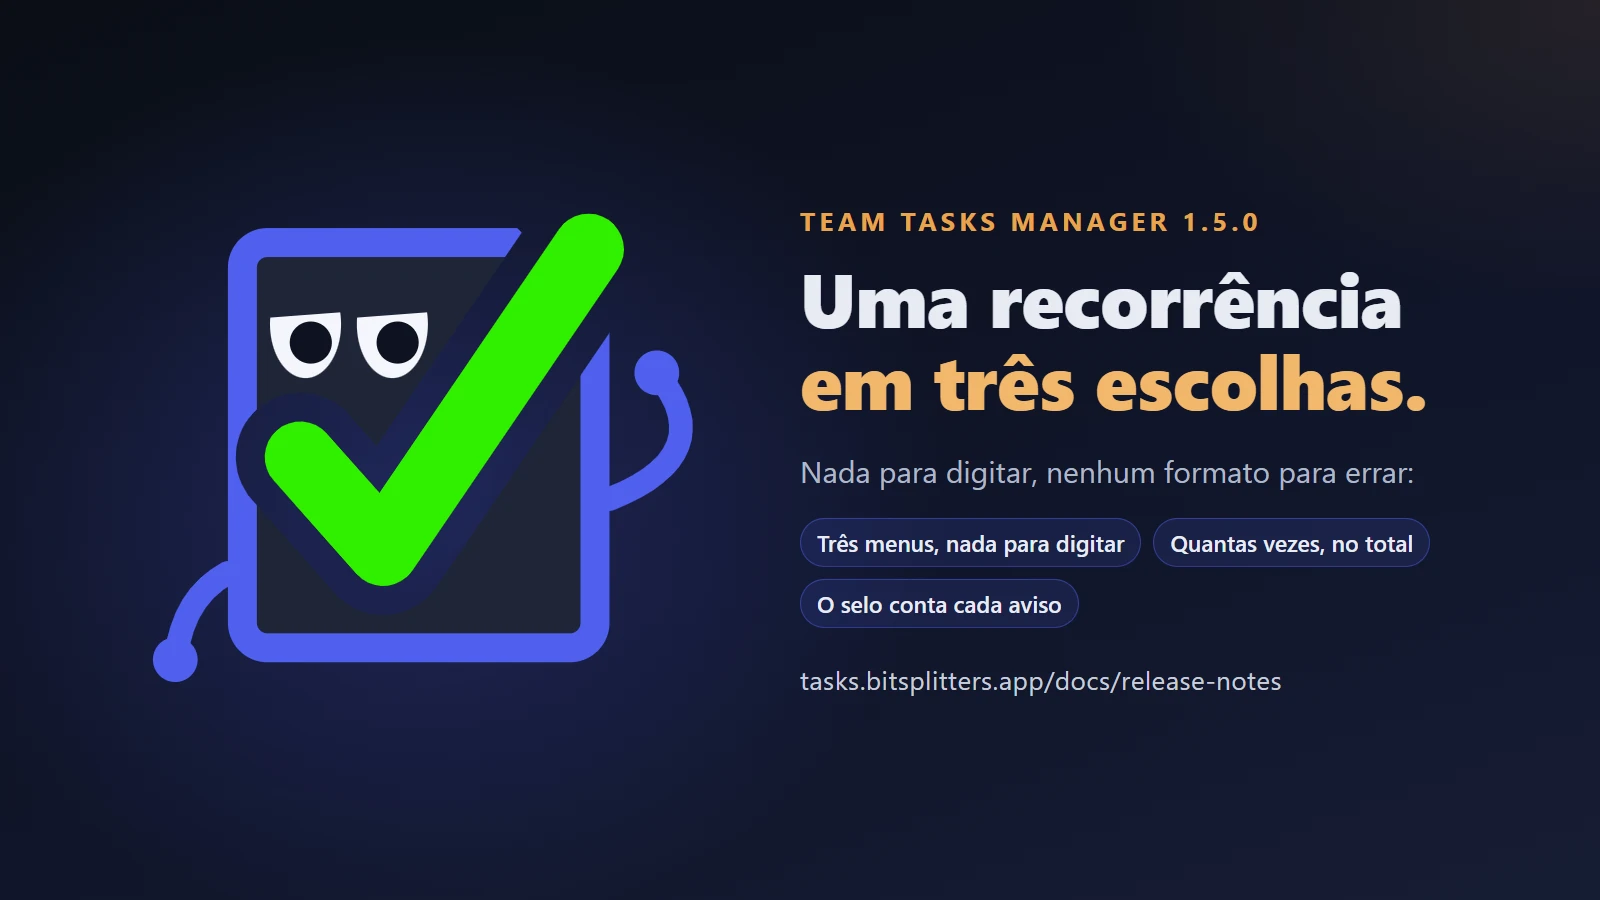 TEAM TASKS MANAGER 1.5.0
Uma recorrência
em três escolhas.
Nada para digitar, nenhum formato para errar:
Três menus, nada para digitar
Quantas vezes, no total
O selo conta cada aviso
tasks.bitsplitters.app/docs/release-notes